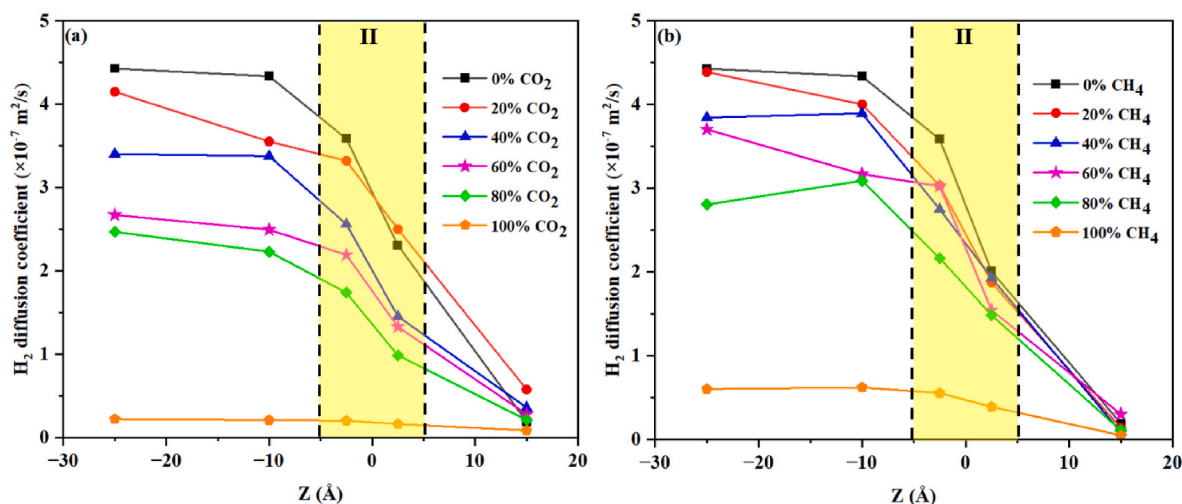 (a)
II
H2 diffusion coefficient (×10⁻⁷ m²/s)
5
4
3
2
1
0
0% CO2
20% CO2
40% CO2
60% CO2
80% CO2
100% CO2
−30 −20 −10 0 10 20
Z (Å)
(b)
II
H2 diffusion coefficient (×10⁻⁷ m²/s)
5
4
3
2
1
0
0% CH4
20% CH4
40% CH4
60% CH4
80% CH4
100% CH4
−30 −20 −10 0 10 20
Z (Å)